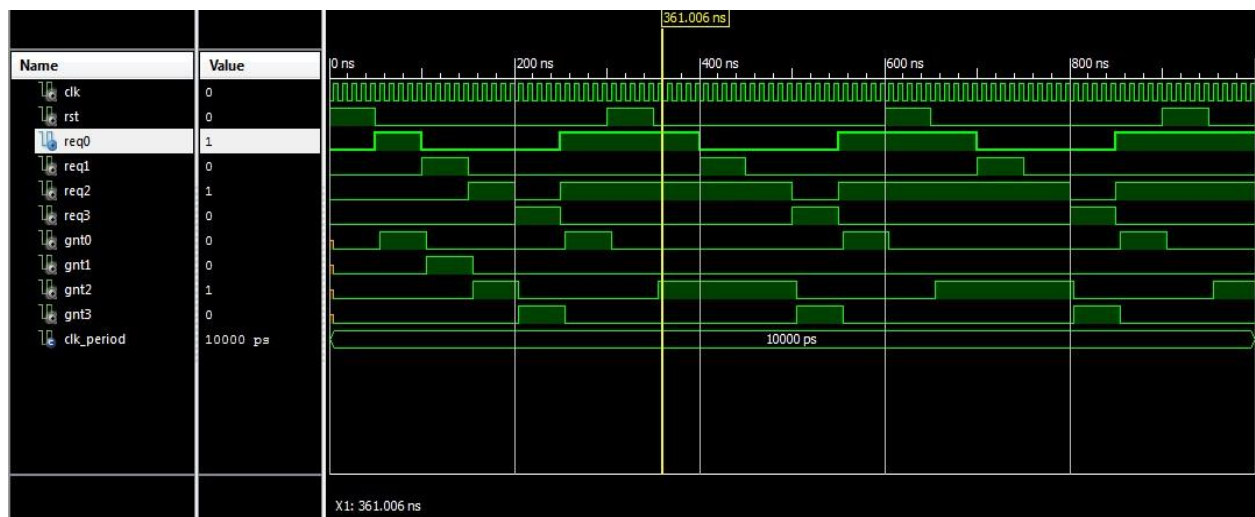 361.006 ns
Name Value 0 ns 200 ns 400 ns 600 ns 800 ns
clk 0
rst 0
req0 1
req1 0
req2 1
req3 0
gnt0 0
gnt1 0
gnt2 1
gnt3 0
clk_period 10000 ps 10000 ps
X1: 361.006 ns